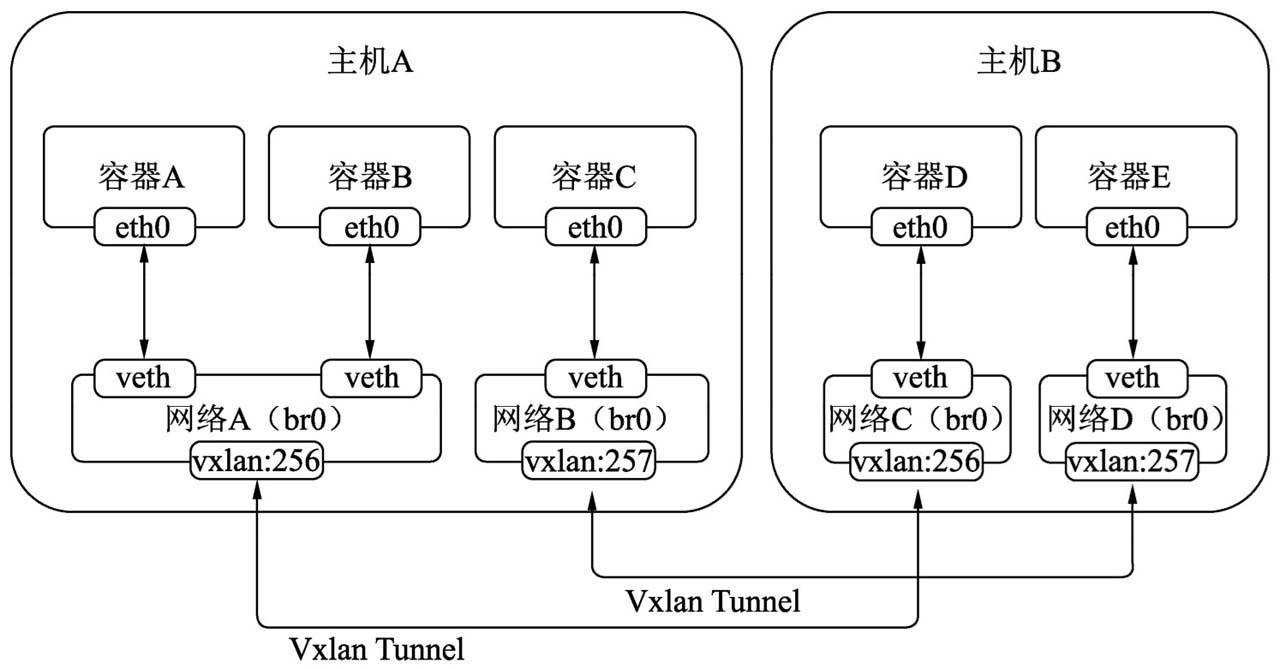 主机A
主机B
容器A
容器B
容器C
容器D
容器E
eth0
eth0
eth0
eth0
eth0
veth
veth
veth
veth
veth
网络A（br0）
网络B（br0）
网络C（br0）
网络D（br0）
vxlan:256
vxlan:257
vxlan:256
vxlan:257
Vxlan Tunnel
Vxlan Tunnel